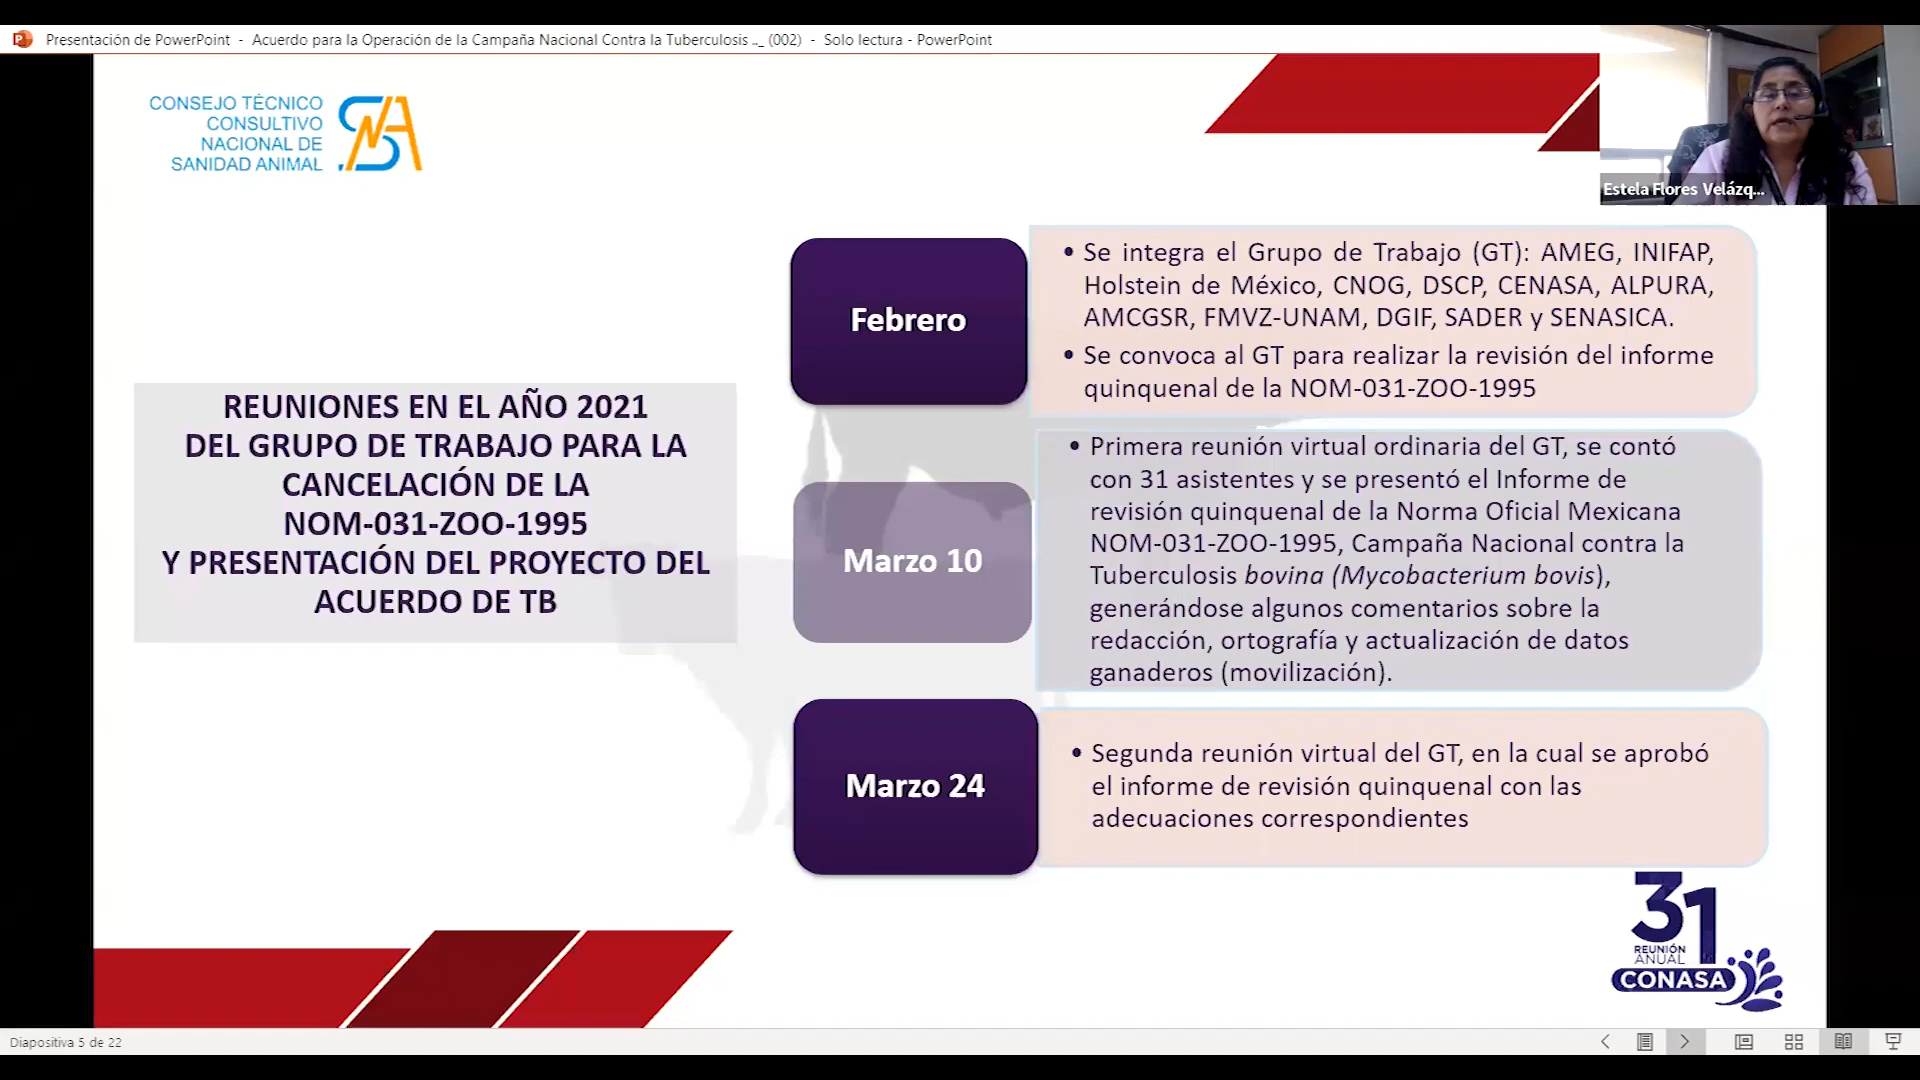 Presentación de PowerPoint - Acuerdo para la Operación de la Campaña Nacional Contra la Tuberculosis .._ (002) - Solo lectura - PowerPoint
CONSEJO TÉCNICO
CONSULTIVO
NACIONAL DE
SANIDAD ANIMAL
Estela Flores Velázq...
REUNIONES EN EL AÑO 2021
DEL GRUPO DE TRABAJO PARA LA
CANCELACIÓN DE LA
NOM-031-ZOO-1995
Y PRESENTACIÓN DEL PROYECTO DEL
ACUERDO DE TB
Febrero
• Se integra el Grupo de Trabajo (GT): AMEG, INIFAP,
Holstein de México, CNOG, DSCP, CENASA, ALPURA,
AMCGSR, FMVZ-UNAM, DGIF, SADER y SENASICA.
• Se convoca al GT para realizar la revisión del informe
quinquenal de la NOM-031-ZOO-1995
Marzo 10
• Primera reunión virtual ordinaria del GT, se contó
con 31 asistentes y se presentó el Informe de
revisión quinquenal de la Norma Oficial Mexicana
NOM-031-ZOO-1995, Campaña Nacional contra la
Tuberculosis bovina (Mycobacterium bovis),
generándose algunos comentarios sobre la
redacción, ortografía y actualización de datos
ganaderos (movilización).
Marzo 24
• Segunda reunión virtual del GT, en la cual se aprobó
el informe de revisión quinquenal con las
adecuaciones correspondientes
31
REUNIÓN
ANUAL
CONASA
Diapositiva 5 de 22